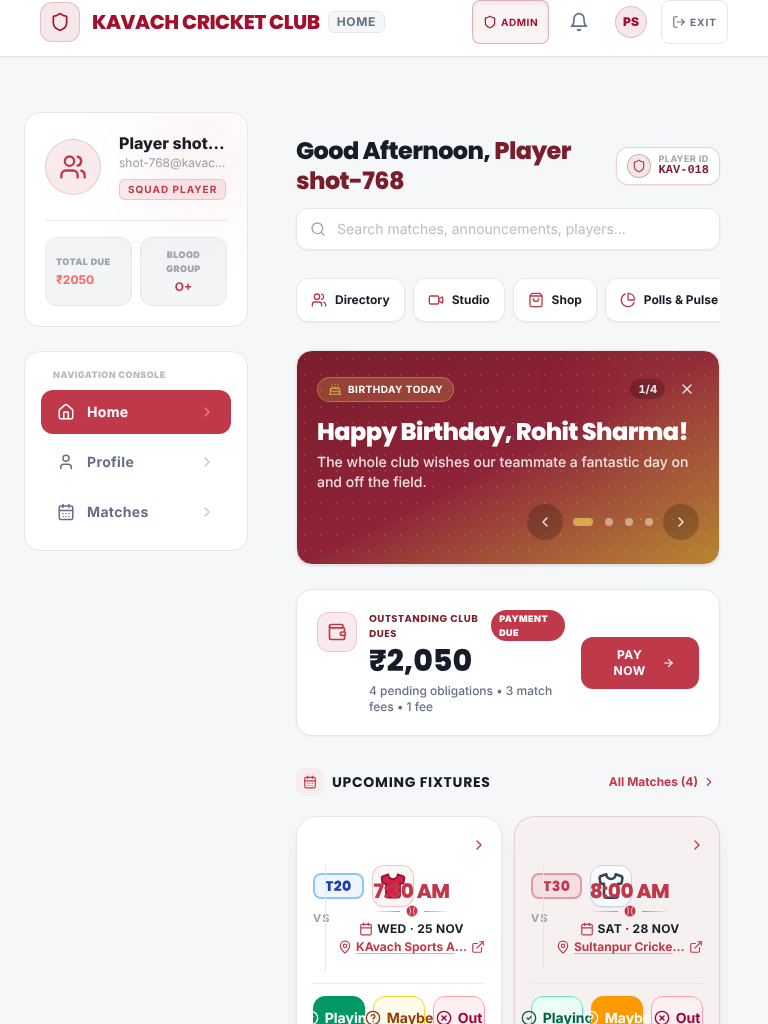 KAVACH CRICKET CLUB HOME ADMIN PS EXIT
Player shot...
shot-768@kavac...
SQUAD PLAYER
TOTAL DUE
₹2050
BLOOD
GROUP
O+
NAVIGATION CONSOLE
Home
Profile
Matches
Good Afternoon, Player
shot-768
PLAYER ID
KAV-018
Search matches, announcements, players...
Directory Studio Shop Polls & Pulse
BIRTHDAY TODAY 1/4
Happy Birthday, Rohit Sharma!
The whole club wishes our teammate a fantastic day on
and off the field.
OUTSTANDING CLUB
DUES
PAYMENT
DUE
₹2,050
4 pending obligations • 3 match
fees • 1 fee
PAY
NOW
UPCOMING FIXTURES All Matches (4)
T20
VS
AM
WED · 25 NOV
KAvach Sports A...
Playin Maybe Out
T30
VS
8:00 AM
SAT · 28 NOV
Sultanpur Cricke...
Playing Maybe Out